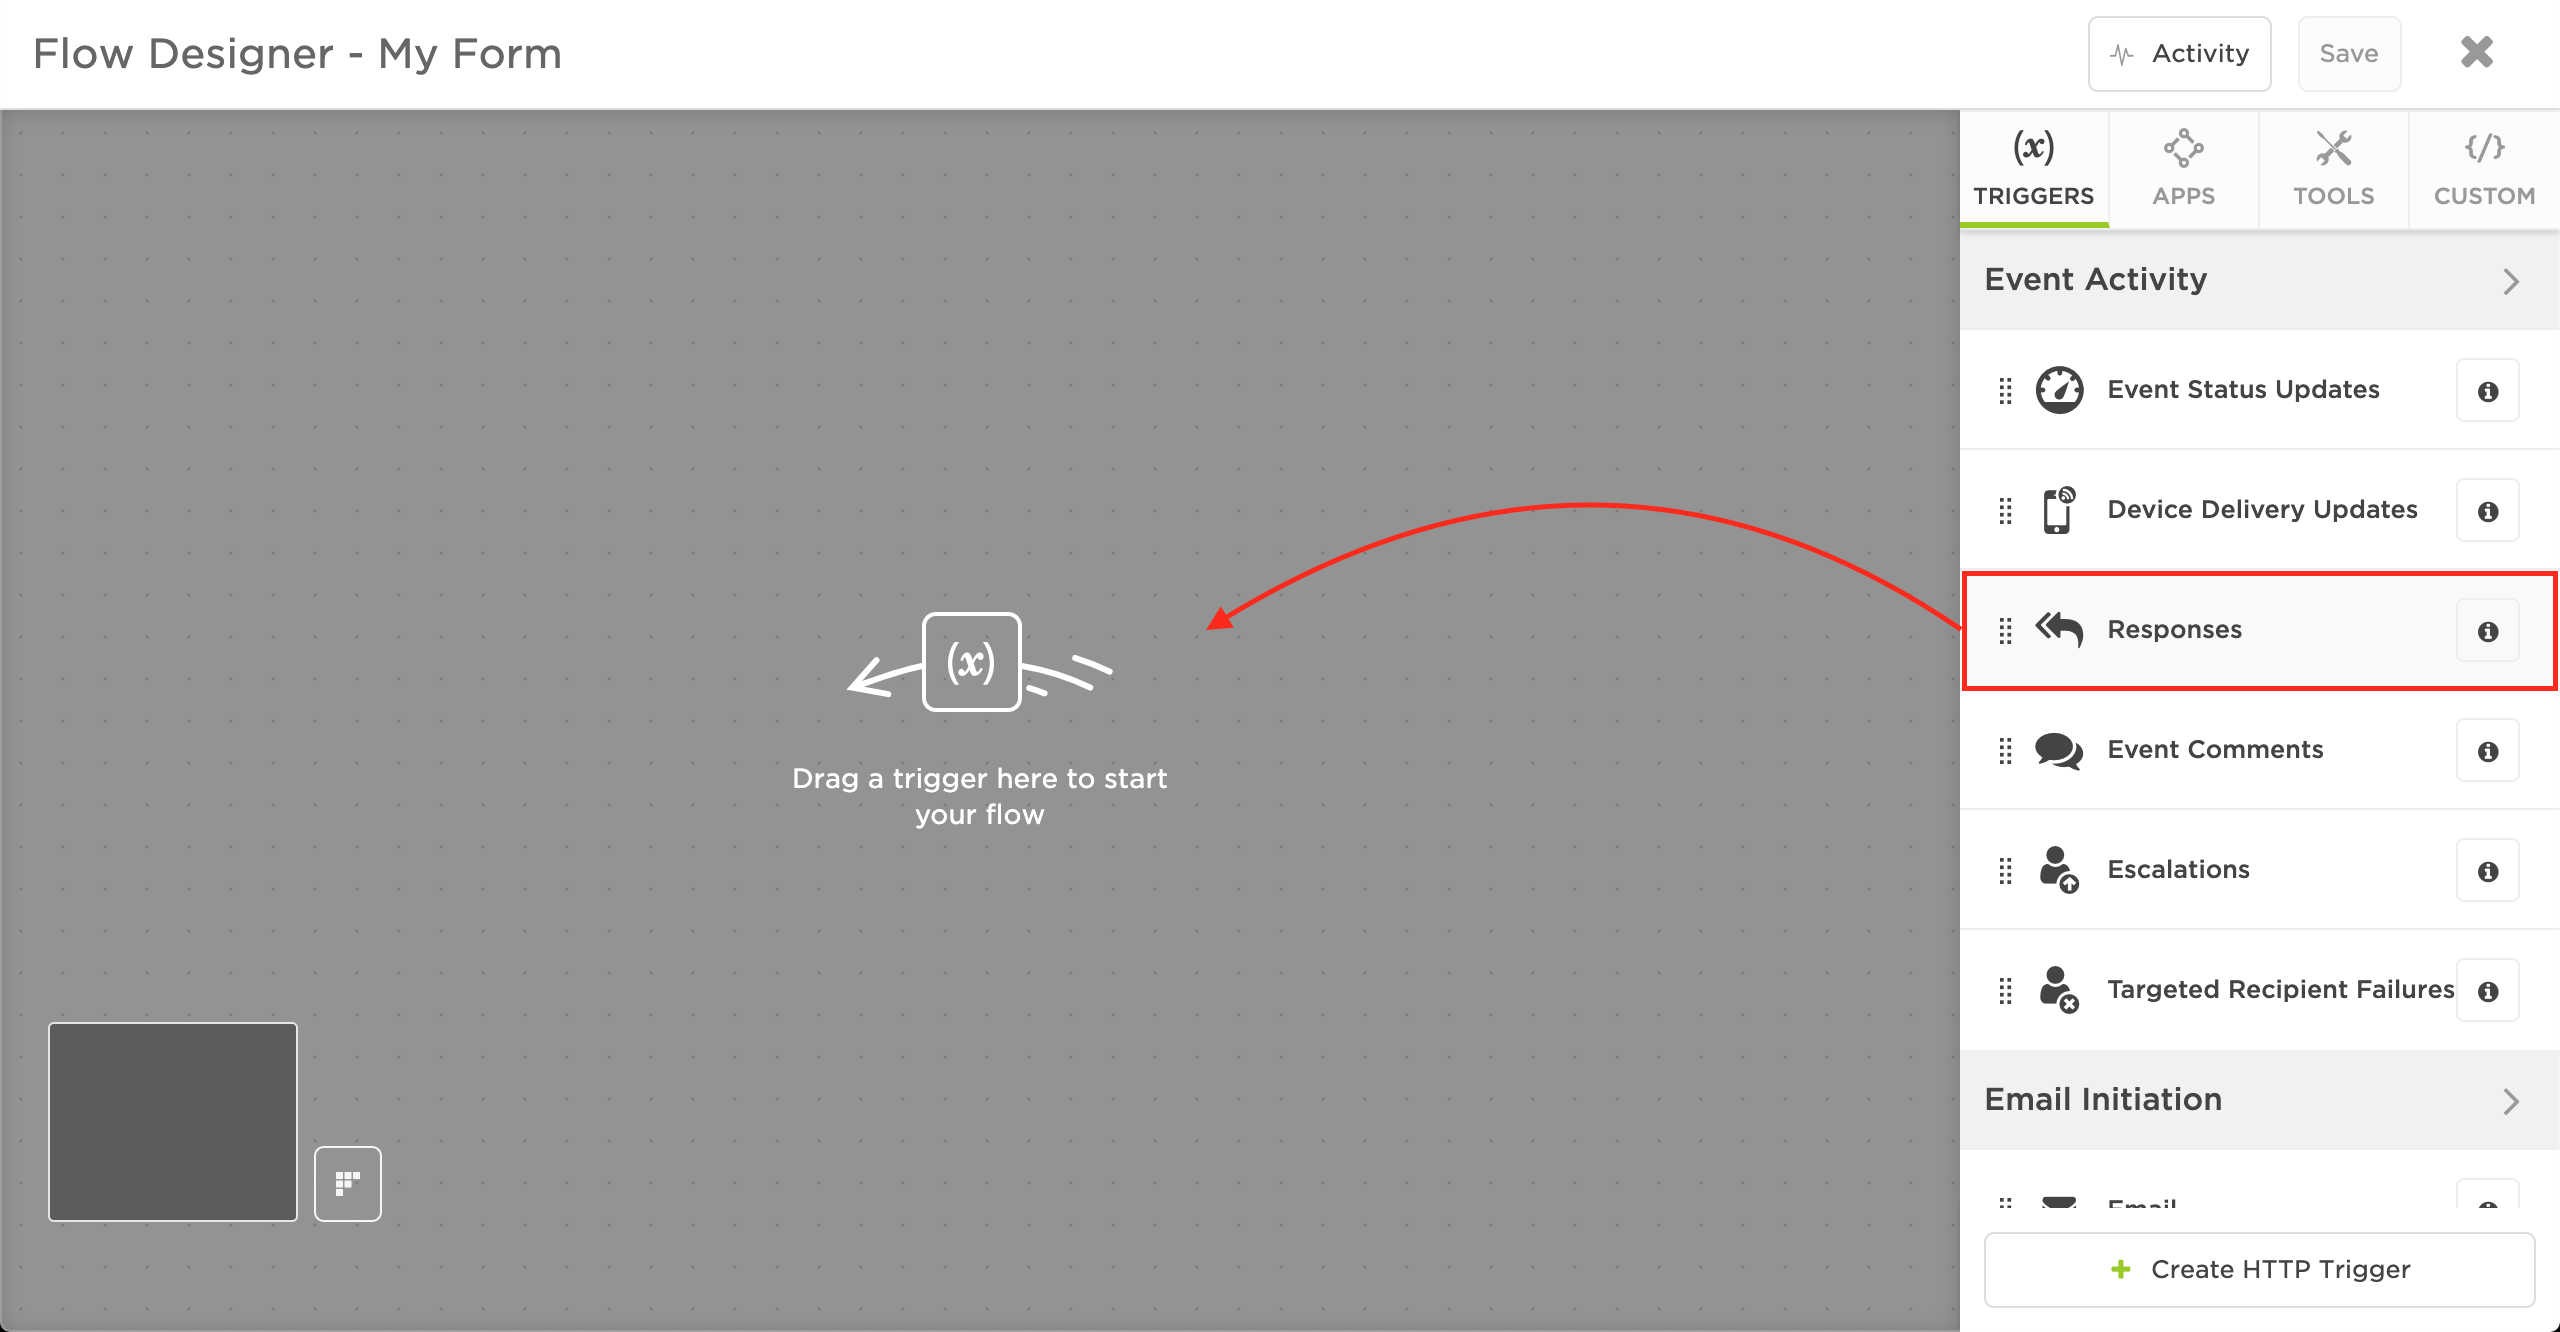 Flow Designer - My Form
Activity
Save
(x)
TRIGGERS
APPS
TOOLS
{/}
CUSTOM
Event Activity
Event Status Updates
Device Delivery Updates
Responses
Event Comments
Escalations
Targeted Recipient Failures
Email Initiation
Email
Create HTTP Trigger
(x)
Drag a trigger here to start
your flow